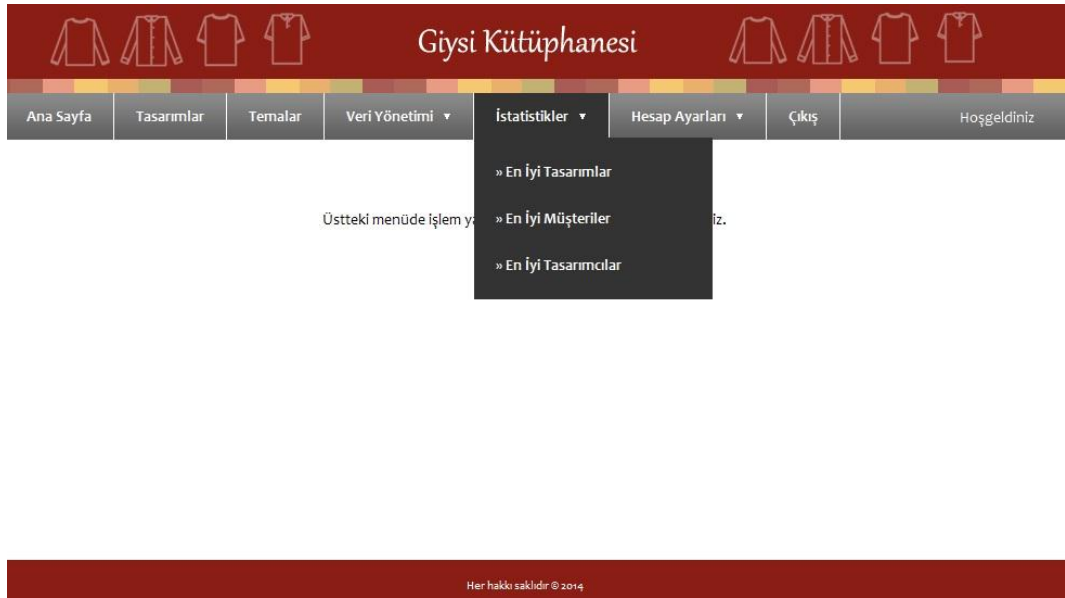 Giysi Kütüphanesi
Ana Sayfa Tasarımlar Temalar Veri Yönetimi ▼ İstatistikler ▼ Hesap Ayarları ▼ Çıkış Hoşgeldiniz
» En İyi Tasarımlar
Üstteki menüde işlem
» En İyi Müşteriler
» En İyi Tasarımcılar
Her hakkı saklıdır © 2014